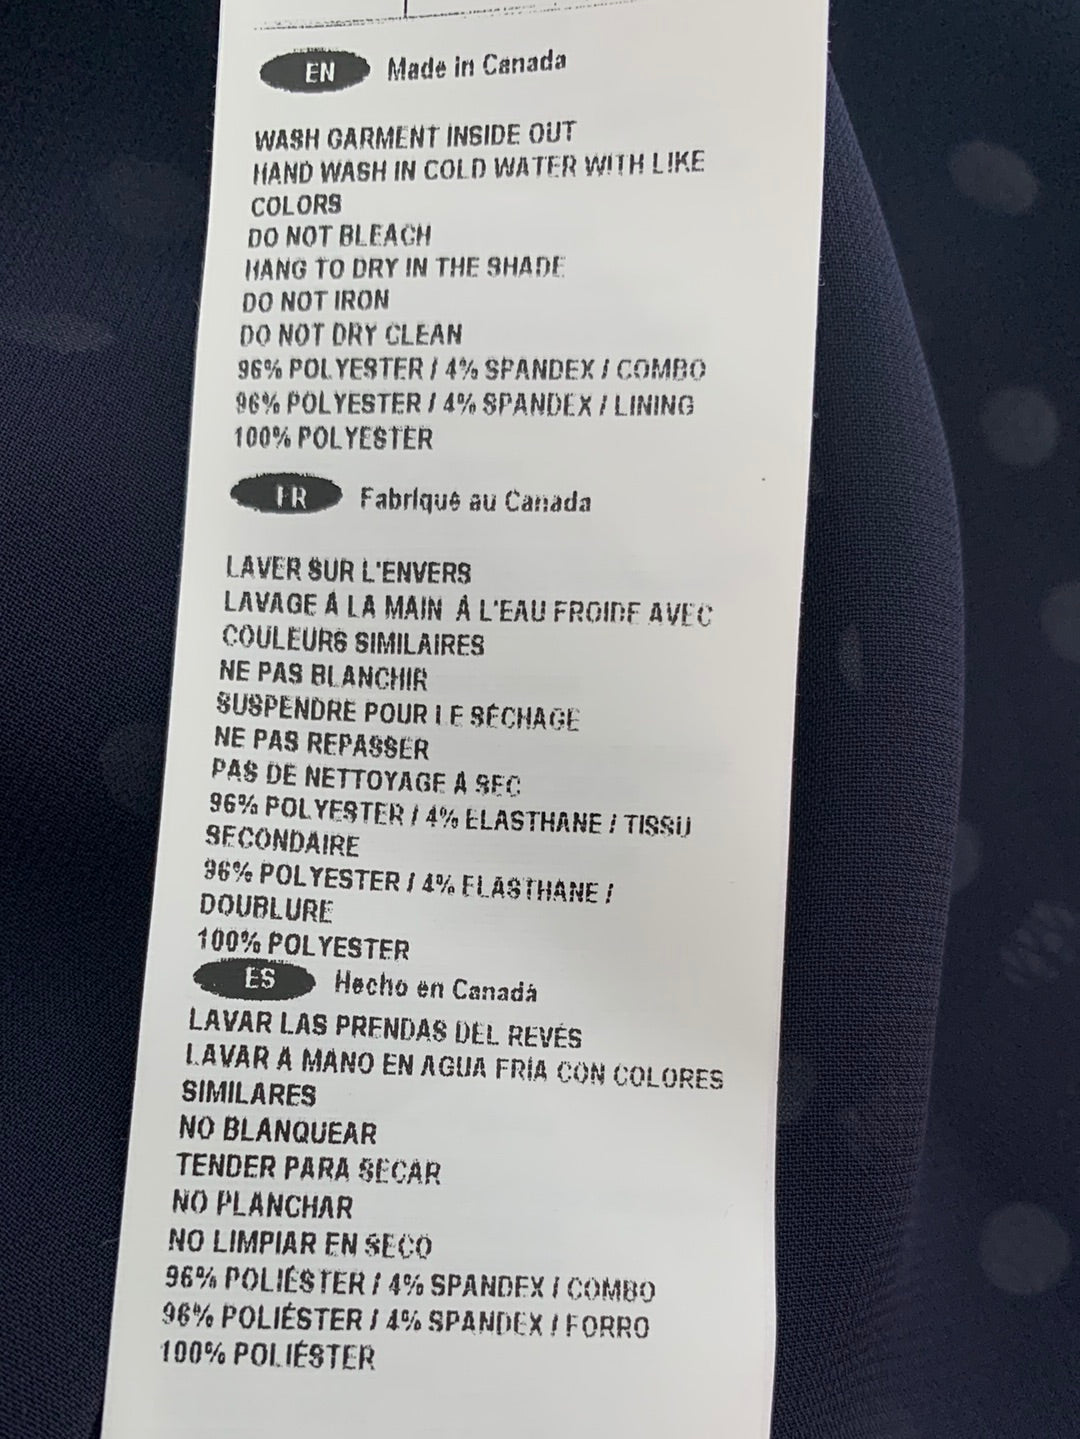 EN Made in Canada
WASH GARMENT INSIDE OUT
HAND WASH IN COLD WATER WITH LIKE
COLORS
DO NOT BLEACH
HANG TO DRY IN THE SHADE
DO NOT IRON
DO NOT DRY CLEAN
96% POLYESTER / 4% SPANDEX / COMBO
96% POLYESTER / 4% SPANDEX / LINING
100% POLYESTER
FR Fabriqué au Canada
LAVER SUR L'ENVERS
LAVAGE À LA MAIN À L'EAU FROIDE AVEC
COULEURS SIMILAIRES
NE PAS BLANCHIR
SUSPENDRE POUR LE SÉCHAGE
NE PAS REPASSER
PAS DE NETTOYAGE À SEC
96% POLYESTER / 4% ELASTHANE / TISSU
SECONDAIRE
96% POLYESTER / 4% ELASTHANE /
DOUBLURE
100% POLYESTER
ES Hecho en Canadá
LAVAR LAS PRENDAS DEL REVÉS
LAVAR A MANO EN AGUA FRÍA CON COLORES
SIMILARES
NO BLANQUEAR
TENDER PARA SECAR
NO PLANCHAR
NO LIMPIAR EN SECO
96% POLIÉSTER / 4% SPANDEX / COMBO
96% POLIÉSTER / 4% SPANDEX / FORRO
100% POLIÉSTER